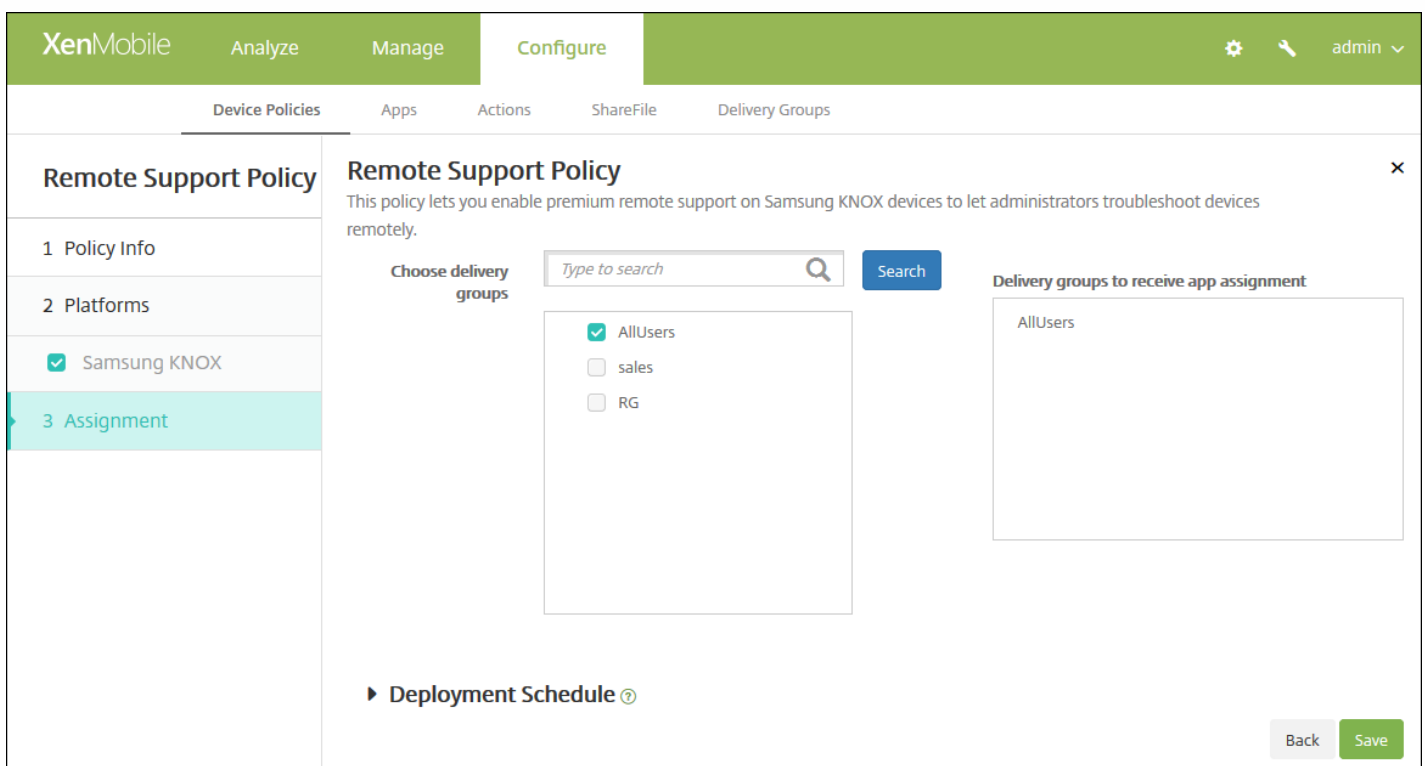 XenMobile Analyze Manage Configure admin
Device Policies Apps Actions ShareFile Delivery Groups
Remote Support Policy
1 Policy Info
2 Platforms
Samsung KNOX
3 Assignment
Remote Support Policy
This policy lets you enable premium remote support on Samsung KNOX devices to let administrators troubleshoot devices
remotely.
Choose delivery
groups
Type to search
Search
AllUsers
sales
RG
Delivery groups to receive app assignment
AllUsers
Deployment Schedule ?
Back Save